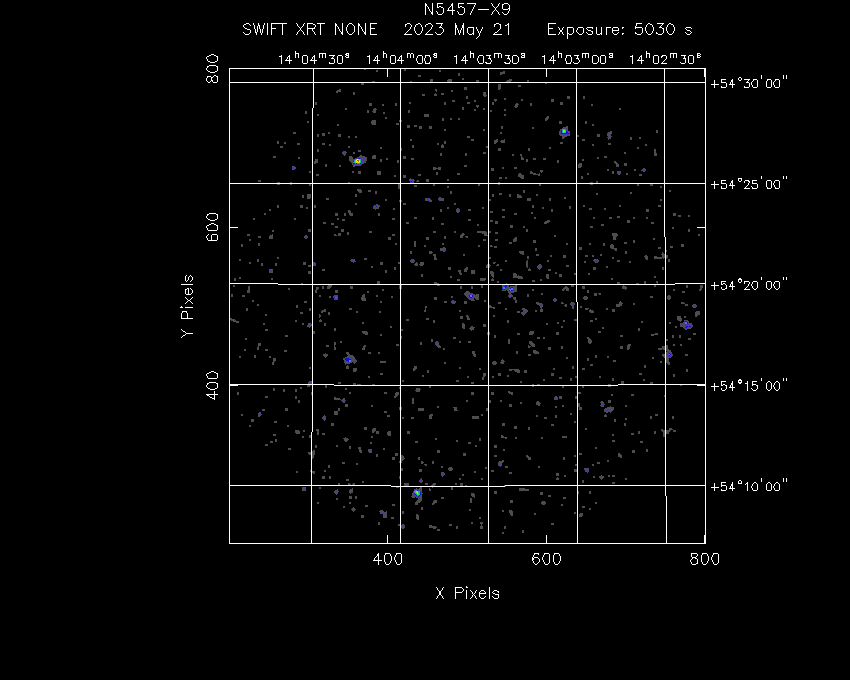 N5457-X9
SWIFT XRT NONE 2023 May 21 Exposure: 5030 s
14h04m30s 14h04m00s 14h03m30s 14h03m00s 14h02m30s
800
+54°30'00"
+54°25'00"
600
+54°20'00"
Y Pixels
+54°15'00"
400
+54°10'00"
400 600 800
X Pixels